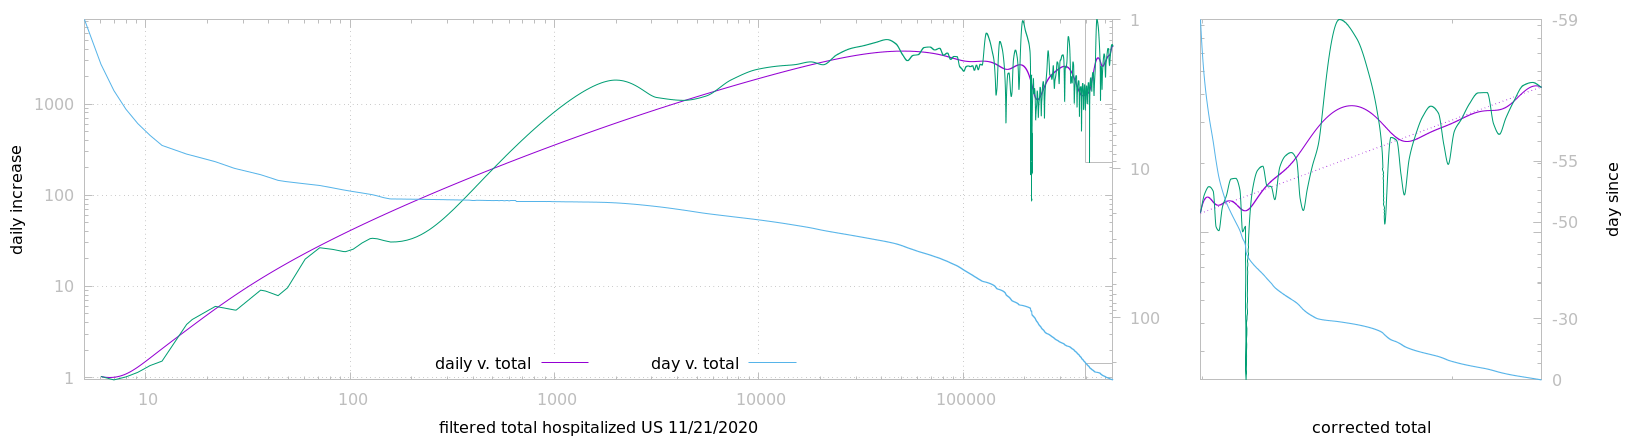 1
-59
1000
daily increase
10
-55
100
day since
-50
10
100
-30
daily v. total
day v. total
1
0
10
100
1000
10000
100000
filtered total hospitalized US 11/21/2020
corrected total